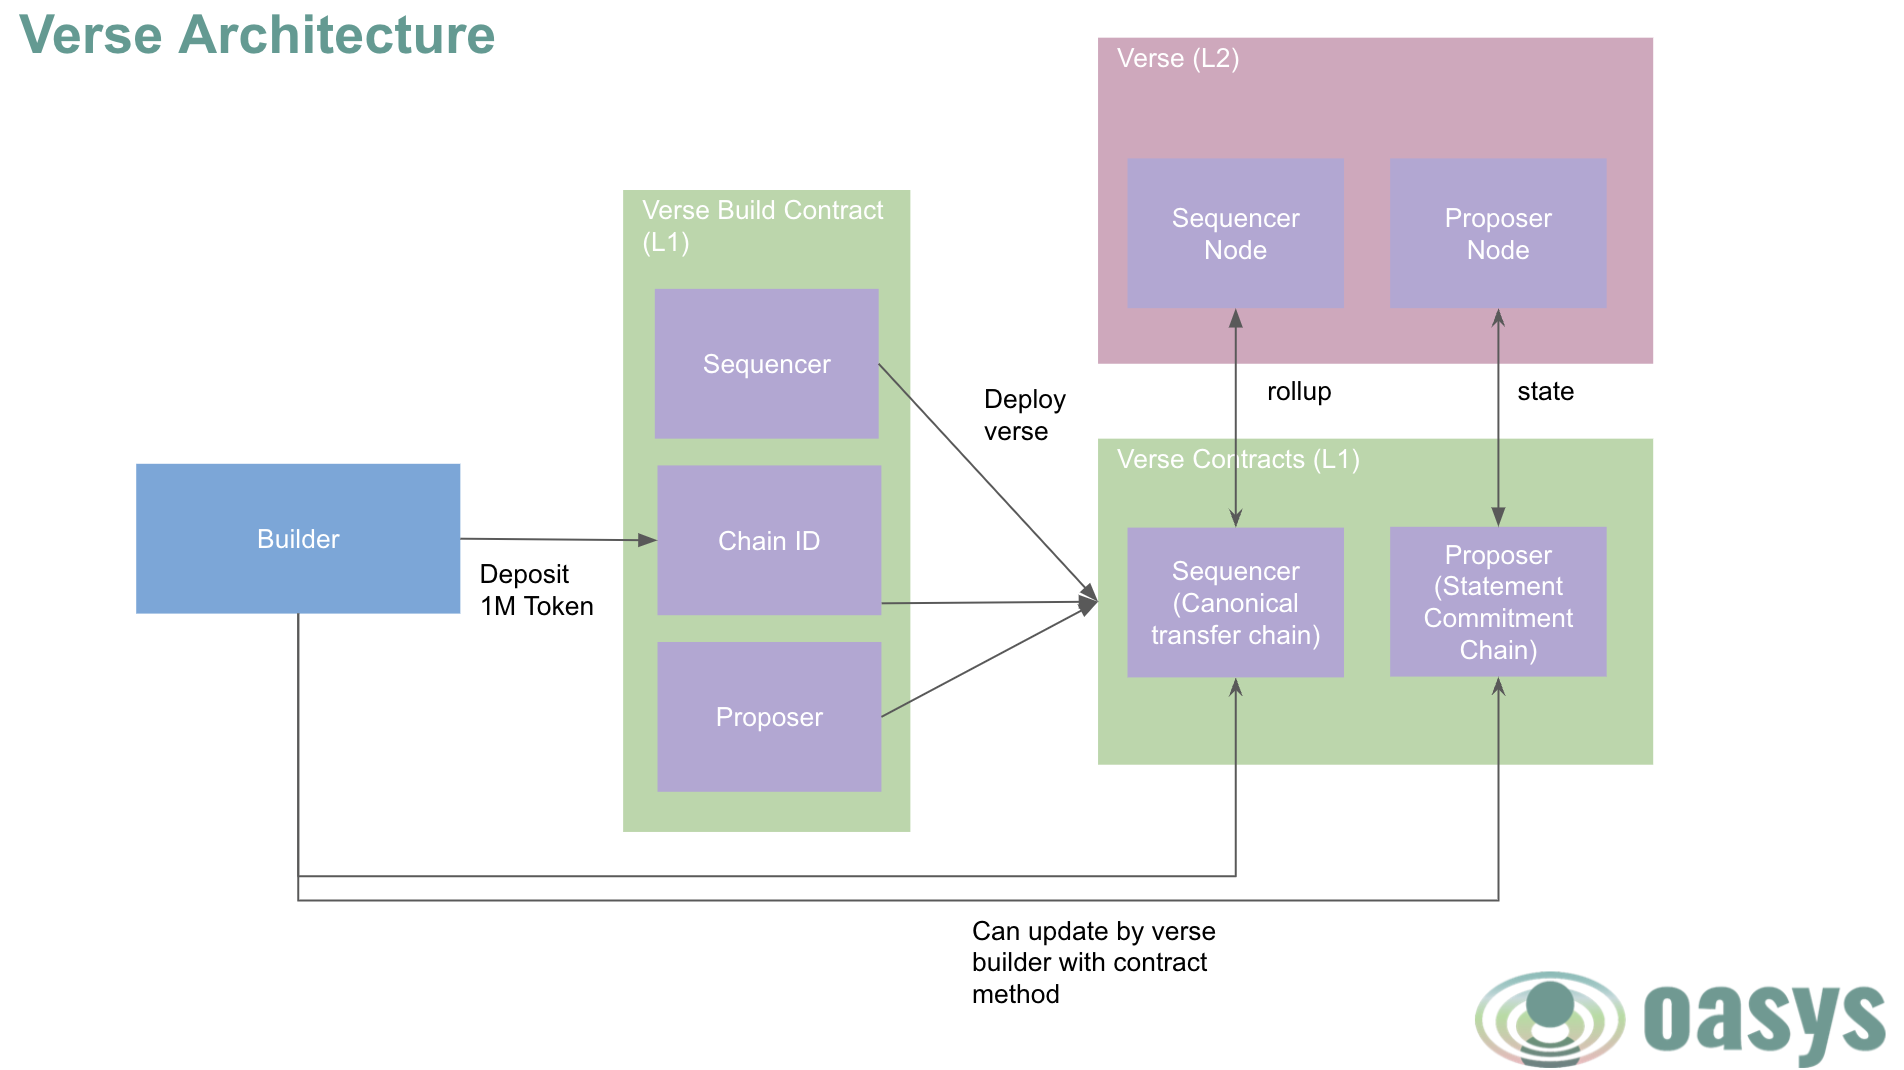 Verse Architecture
Verse (L2)
Sequencer
Node
Proposer
Node
Verse Build Contract
(L1)
Sequencer
Chain ID
Proposer
Builder
Deposit
1M Token
Deploy
verse
rollup
state
Verse Contracts (L1)
Sequencer
(Canonical
transfer chain)
Proposer
(Statement
Commitment
Chain)
Can update by verse
builder with contract
method
oasys